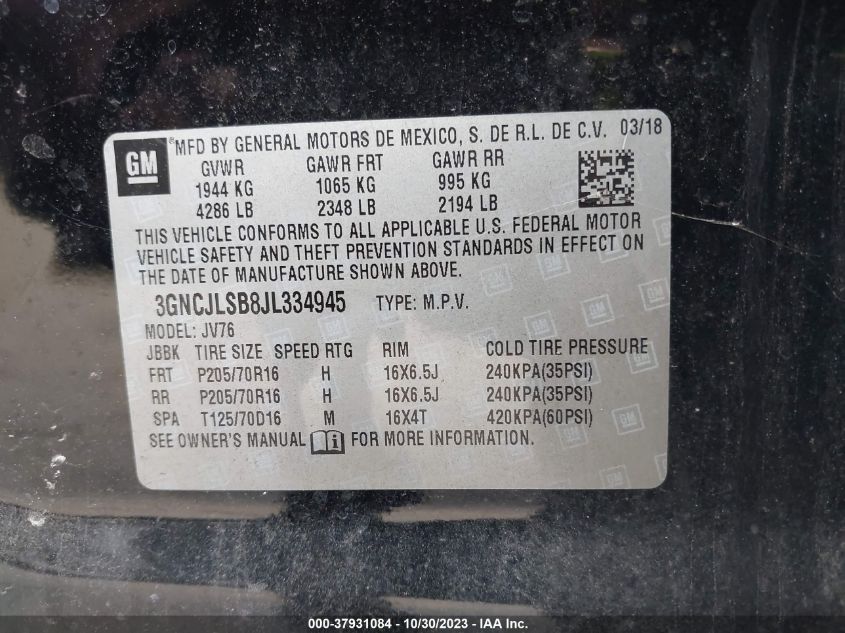 GM
®MFD BY GENERAL MOTORS DE MEXICO, S. DE R.L. DE C.V. 03/18
GVWR GAWR FRT GAWR RR
1944 KG 1065 KG 995 KG
4286 LB 2348 LB 2194 LB
THIS VEHICLE CONFORMS TO ALL APPLICABLE U.S. FEDERAL MOTOR
VEHICLE SAFETY AND THEFT PREVENTION STANDARDS IN EFFECT ON
THE DATE OF MANUFACTURE SHOWN ABOVE.
3GNCJLSB8JL334945 TYPE: M.P.V.
MODEL: JV76
JBBK TIRE SIZE SPEED RTG RIM COLD TIRE PRESSURE
FRT P205/70R16 H 16X6.5J 240KPA(35PSI)
RR P205/70R16 H 16X6.5J 240KPA(35PSI)
SPA T125/70D16 M 16X4T 420KPA(60PSI)
SEE OWNER'S MANUAL i FOR MORE INFORMATION.
000-37931084 - 10/30/2023 - IAA Inc.